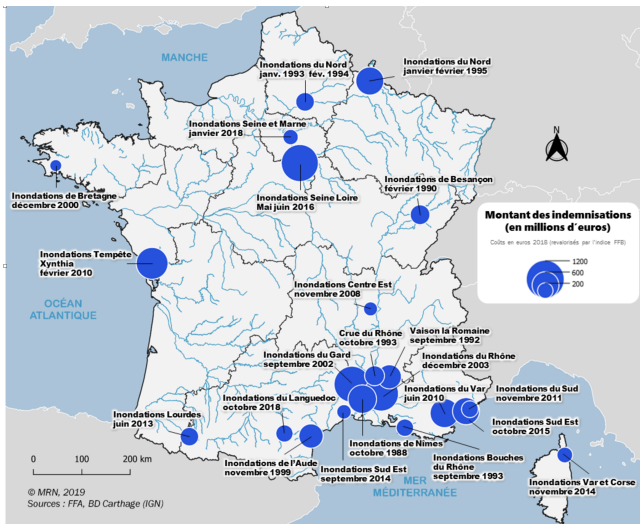 MANCHE
Inondations du Nord
janv. 1993 fév. 1994
Inondations du Nord
janvier février 1995
Inondations Seine et Marne
janvier 2018
N
Inondations de Besançon
février 1990
Inondations de Bretagne
décembre 2000
Inondations Seine Loire
Mai juin 2016
Montant des indemnisations
(en millions d'euros)
Coûts en euros 2018 (revalorisés par l'indice FFB)
1200
600
200
Inondations Tempête
Xynthia
février 2010
OCÉAN
ATLANTIQUE
Inondations Centre Est
novembre 2008
Crue du Rhône
octobre 1993
Vaison la Romaine
septembre 1992
Inondations du Gard
septembre 2002
Inondations du Rhône
décembre 2003
Inondations du Var
juin 2010
Inondations du Sud
novembre 2011
Inondations du Languedoc
octobre 2018
Inondations Lourdes
juin 2013
Inondations Sud Est
octobre 2015
Inondations de Nîmes
octobre 1988
Inondations Bouches
du Rhône
septembre 1993
Inondations de l'Aude
novembre 1999
Inondations Sud Est
septembre 2014
Inondations Var et Corse
novembre 2014
MER
MÉDITERRANÉE
0 100 200 km
© MRN, 2019
Sources : FFA, BD Carthage (IGN)